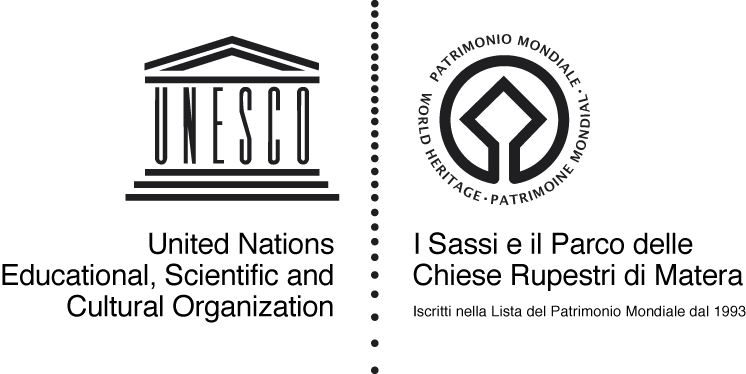 UNESCO
United Nations
Educational, Scientific and
Cultural Organization
PATRIMONIO MONDIALE · WORLD HERITAGE · PATRIMOINE MONDIAL ·
I Sassi e il Parco delle
Chiese Rupestri di Matera
Iscritti nella Lista del Patrimonio Mondiale dal 1993